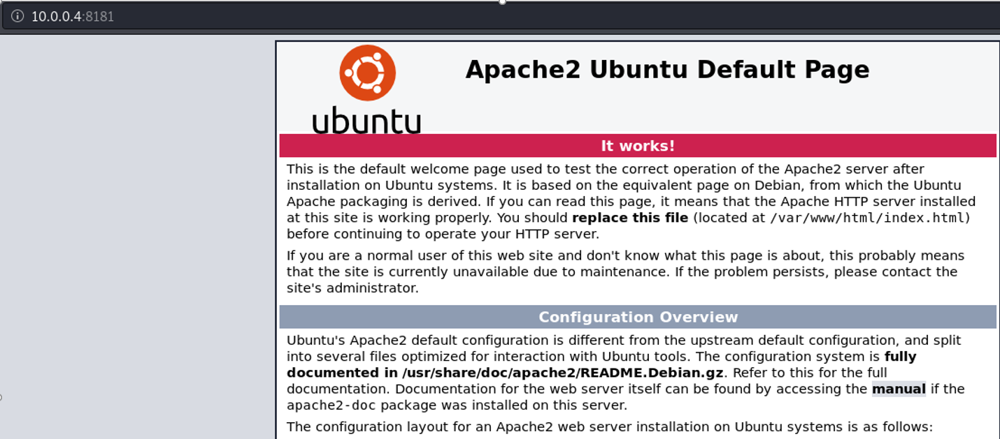 10.0.0.4:8181
Apache2 Ubuntu Default Page
ubuntu
It works!
This is the default welcome page used to test the correct operation of the Apache2 server after
installation on Ubuntu systems. It is based on the equivalent page on Debian, from which the Ubuntu
Apache packaging is derived. If you can read this page, it means that the Apache HTTP server installed
at this site is working properly. You should replace this file (located at /var/www/html/index.html)
before continuing to operate your HTTP server.
If you are a normal user of this web site and don't know what this page is about, this probably means
that the site is currently unavailable due to maintenance. If the problem persists, please contact the
site's administrator.
Configuration Overview
Ubuntu's Apache2 default configuration is different from the upstream default configuration, and split
into several files optimized for interaction with Ubuntu tools. The configuration system is fully
documented in /usr/share/doc/apache2/README.Debian.gz. Refer to this for the full
documentation. Documentation for the web server itself can be found by accessing the manual if the
apache2-doc package was installed on this server.
The configuration layout for an Apache2 web server installation on Ubuntu systems is as follows: